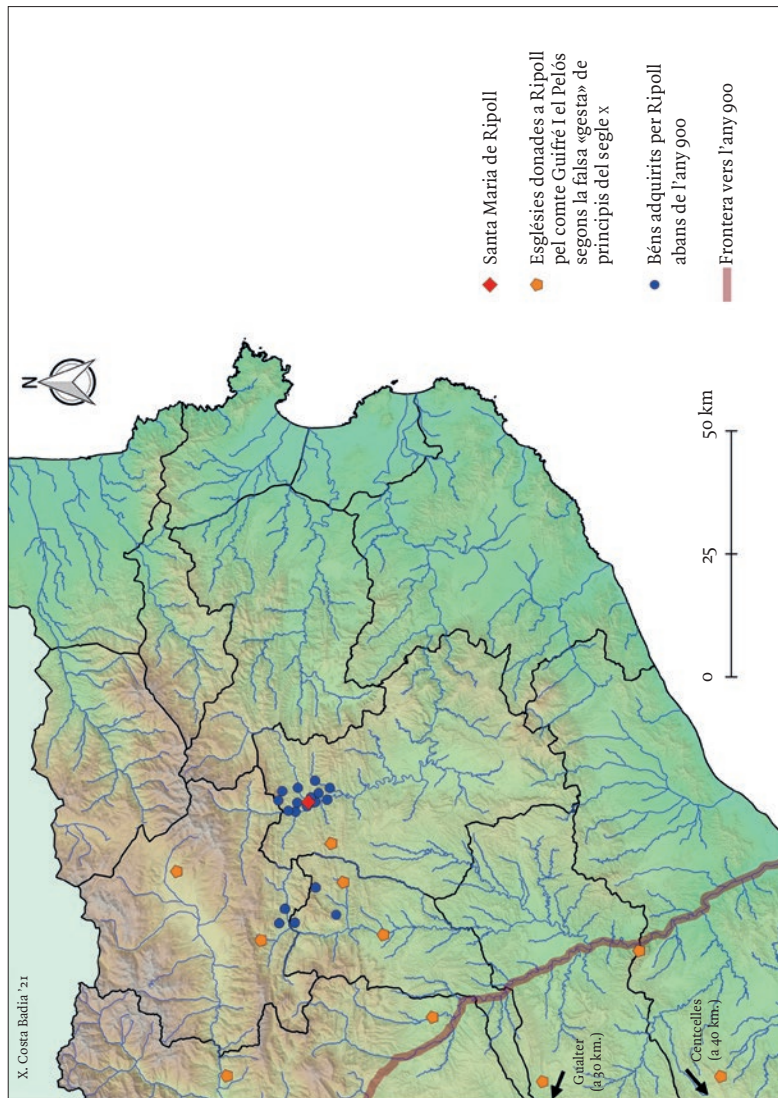 X. Costa Badia '21
N
Gualter
(a 30 km.)
Centcelles
(a 40 km.)
0 25 50 km
Santa Maria de Ripoll
Esglésies donades a Ripoll
pel comte Guifré I el Pelós
segons la falsa «gesta» de
principis del segle x
Béns adquirits per Ripoll
abans de l'any 900
Frontera vers l'any 900